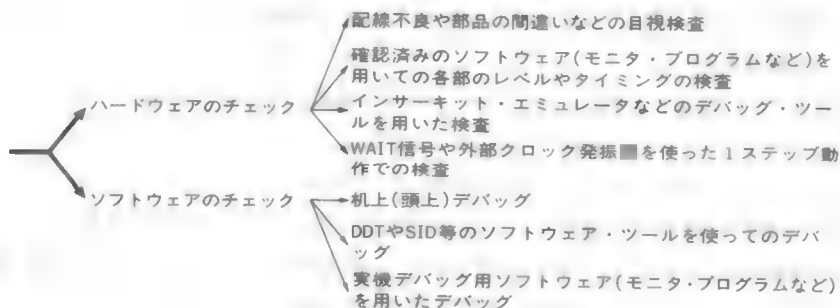 配線不良や部品の間違いなどの目視検査
確認済みのソフトウェア(モニタ・プログラムなど)を
用いての各部のレベルやタイミングの検査
ハードウェアのチェック
インサーキット・エミュレータなどのデバッグ・ツー
ルを用いた検査
WAIT信号や外部クロック発振を使った1ステップ動
作での検査
ソフトウェアのチェック
机上(頭上)デバッグ
DDTやSID等のソフトウェア・ツールを使ってのデバ
ッグ
実機デバッグ用ソフトウェア(モニタ・プログラムなど)
を用いたデバッグ